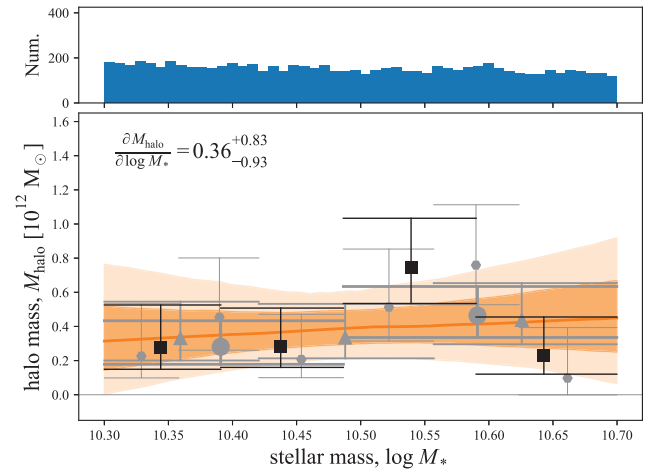 400
200
0
Num.
∂M_halo / ∂log M_* = 0.36^{+0.83}_{−0.93}
1.6
1.4
1.2
1.0
0.8
0.6
0.4
0.2
0.0
halo mass, M_halo [10^12 M_⊙]
10.30 10.35 10.40 10.45 10.50 10.55 10.60 10.65 10.70
stellar mass, log M_*